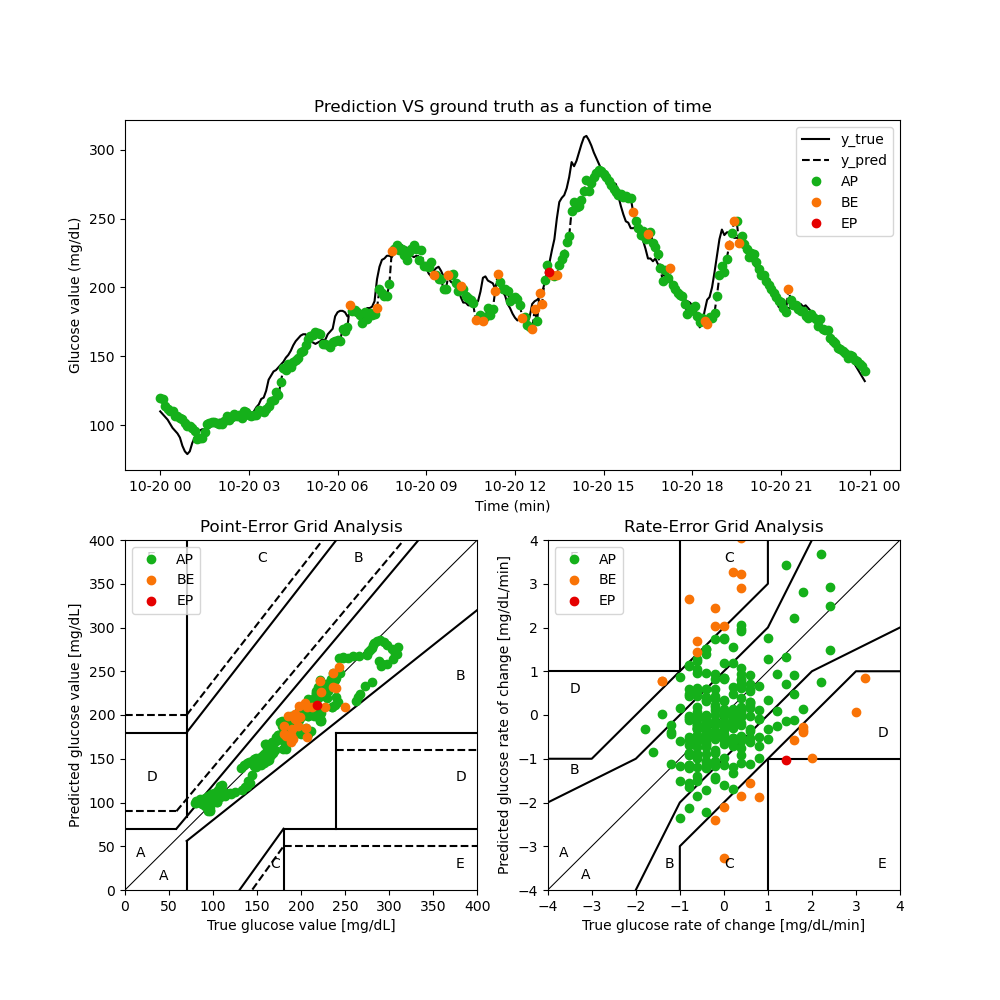 Prediction VS ground truth as a function of time
Glucose value (mg/dL)
300
250
200
150
100
y_true
y_pred
AP
BE
EP
10-20 00 10-20 03 10-20 06 10-20 09 10-20 12 10-20 15 10-20 18 10-20 21 10-21 00
Time (min)
Point-Error Grid Analysis
Predicted glucose value [mg/dL]
400
350
300
250
200
150
100
50
0
AP
BE
EP
C
B
B
D
D
A
A
C
E
0 50 100 150 200 250 300 350 400
True glucose value [mg/dL]
Rate-Error Grid Analysis
Predicted glucose rate of change [mg/dL/min]
4
3
2
1
0
−1
−2
−3
−4
AP
BE
EP
C
D
D
B
A
A
B
C
E
−4 −3 −2 −1 0 1 2 3 4
True glucose rate of change [mg/dL/min]